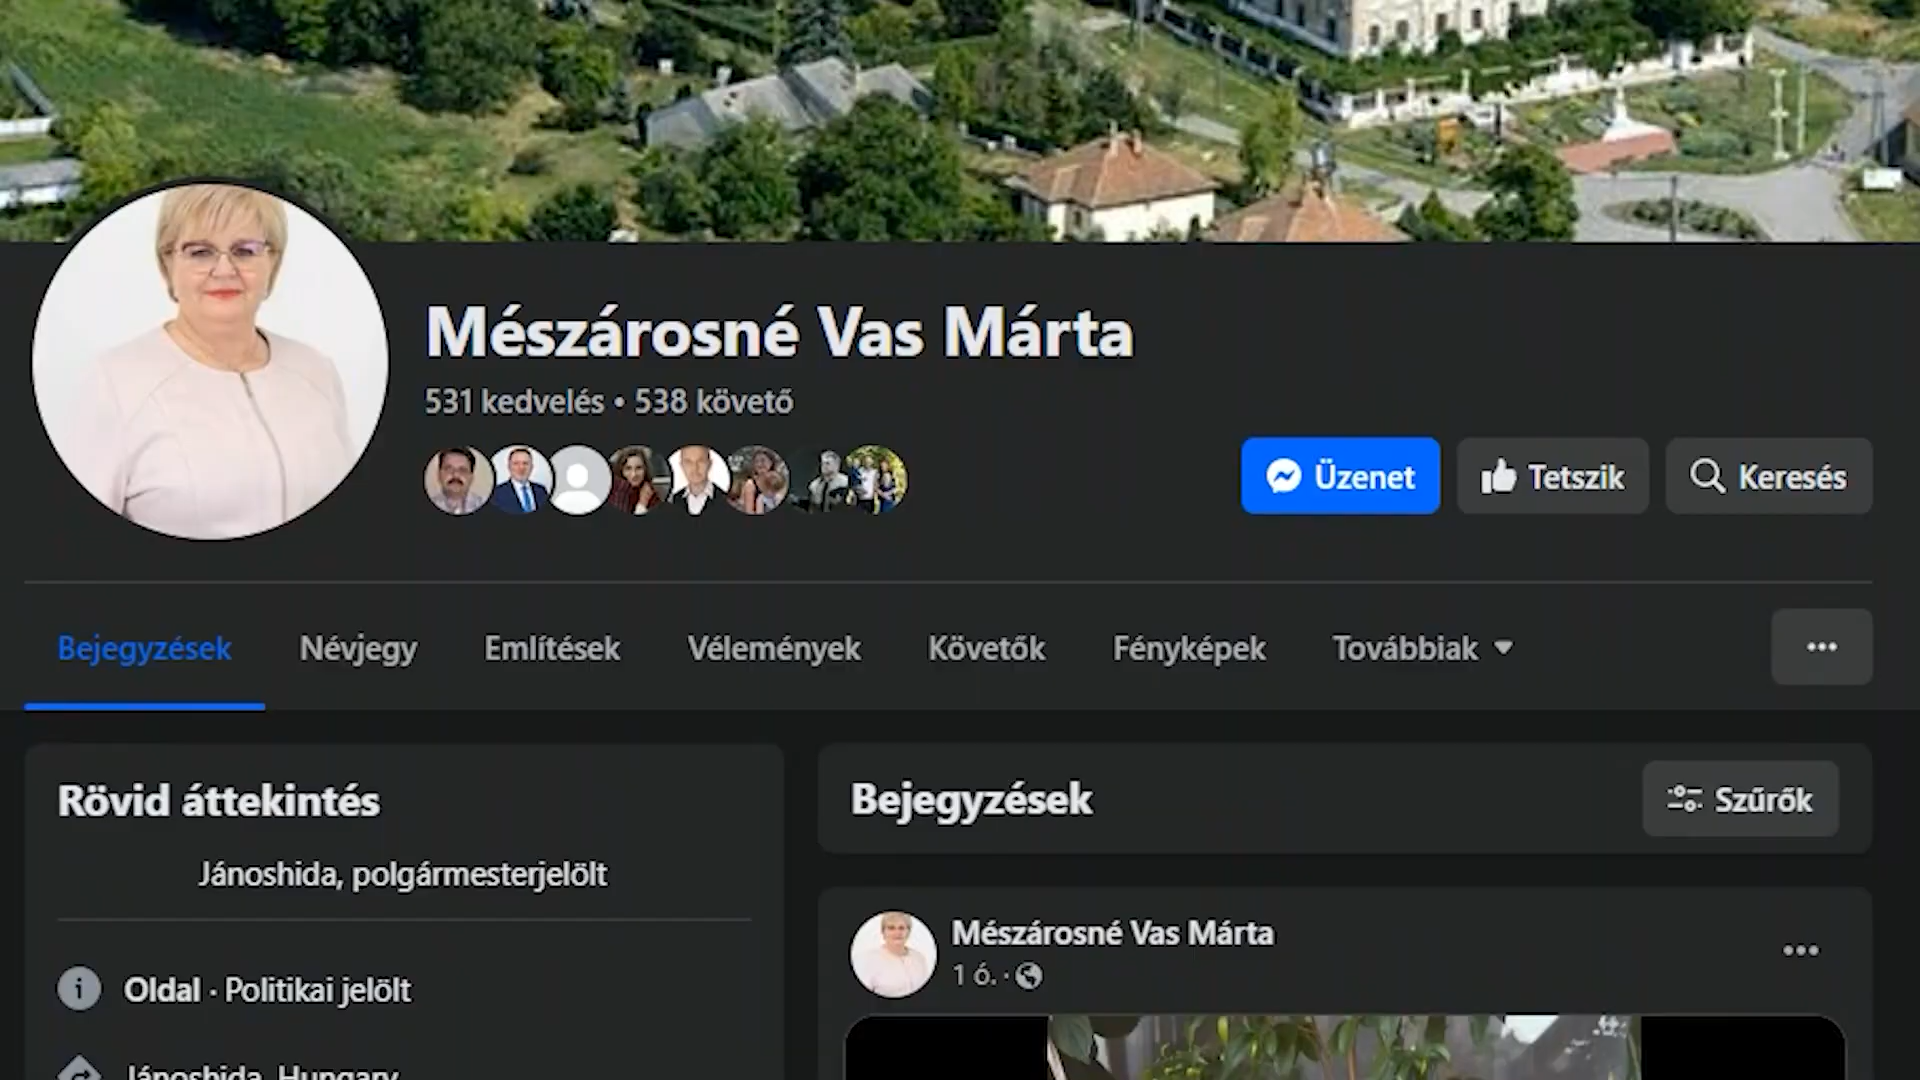 Mészárosné Vas Márta
531 kedvelés • 538 követő
Üzenet
Tetszik
Keresés
Bejegyzések
Névjegy
Említések
Vélemények
Követők
Fényképek
Továbbiak
Rövid áttekintés
Jánoshida, polgármesterjelölt
Oldal · Politikai jelölt
Jánoshida, Hungary
Bejegyzések
Szűrők
Mészárosné Vas Márta
1 ó. ·